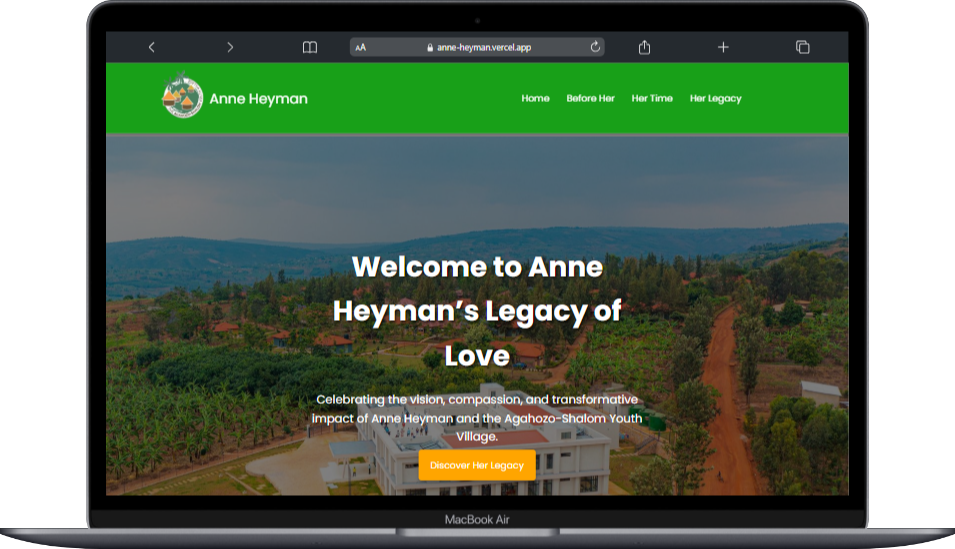 AA anne-heyman.vercel.app
Anne Heyman
Home Before Her Her Time Her Legacy
Welcome to Anne
Heyman’s Legacy of
Love
Celebrating the vision, compassion, and transformative
impact of Anne Heyman and the Agahozo-Shalom Youth
Village.
Discover Her Legacy
MacBook Air